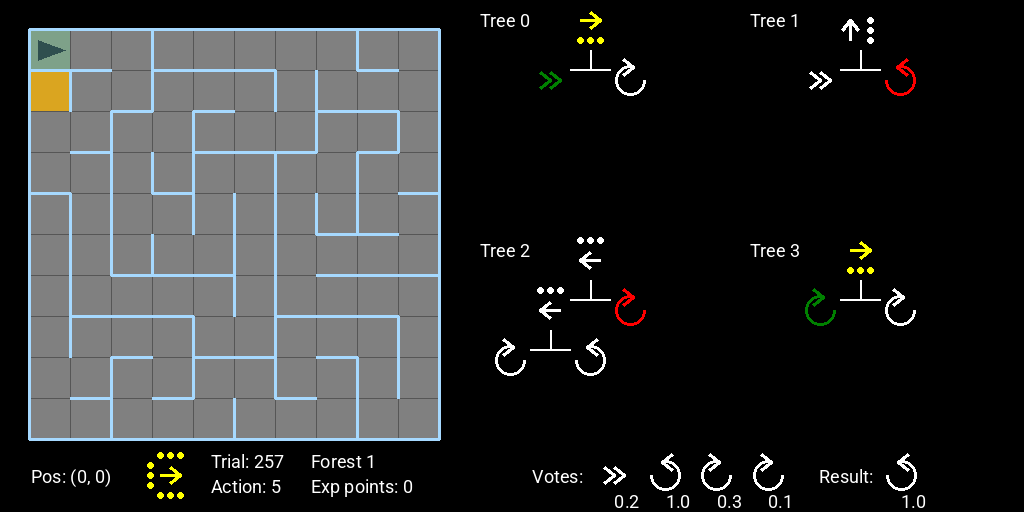 Tree 0
Tree 1
Tree 2
Tree 3
Pos: (0, 0)
Trial: 257
Forest 1
Action: 5
Exp points: 0
Votes:
0.2
1.0
0.3
0.1
Result:
1.0